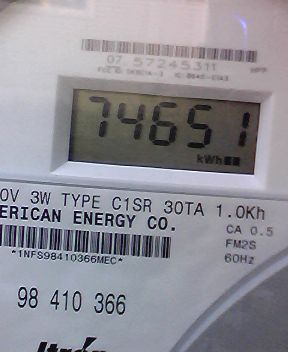 07 57245311
74651
kWh
0V 3W TYPE C1SR 30TA 1.0Kh
ERICAN ENERGY CO.
CA 0.5
FM2S
60Hz
*1NFS98410366MEC*
98 410 366
Itrón